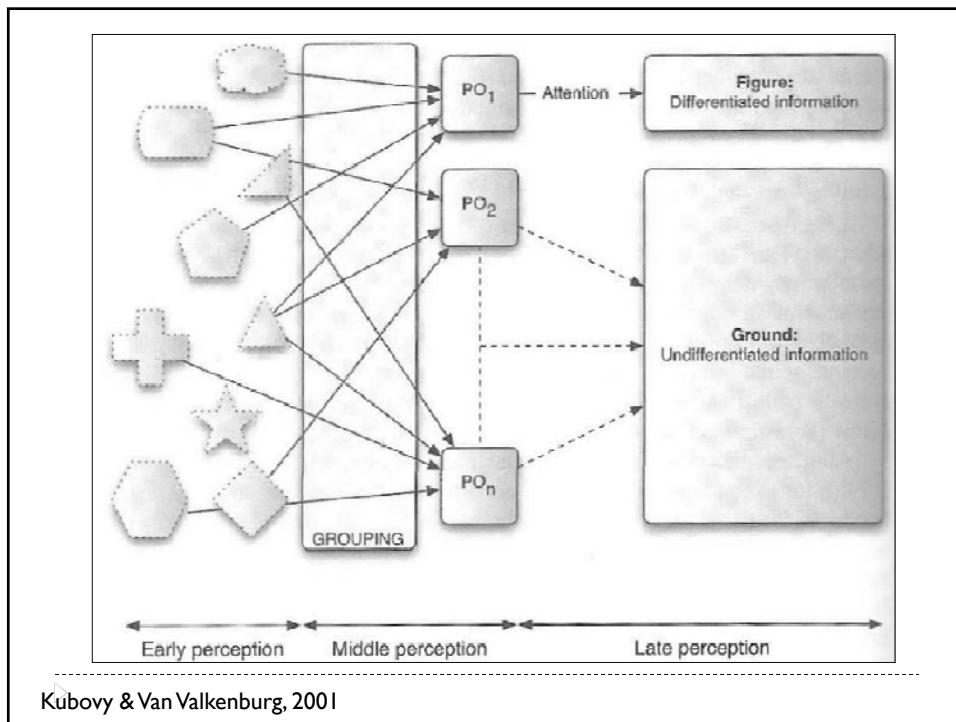 PO1
Attention
Figure:
Differentiated information
PO2
Ground:
Undifferentiated information
POn
GROUPING
Early perception
Middle perception
Late perception
Kubovy & Van Valkenburg, 2001